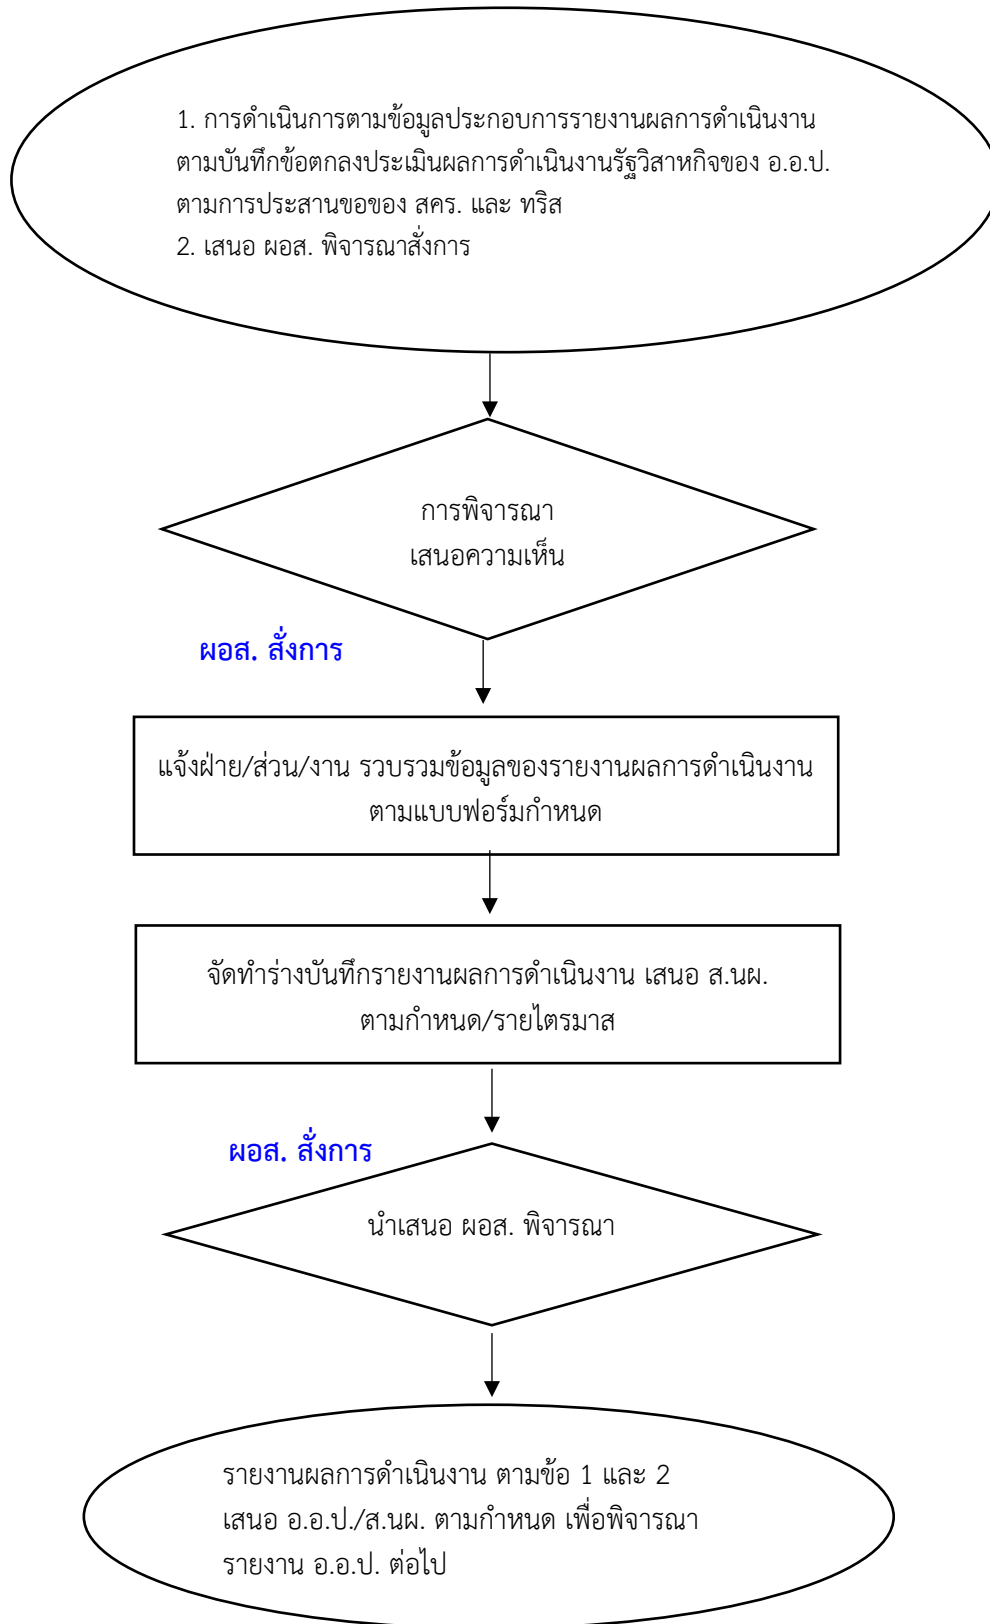 1. การดำเนินการตามข้อมูลประกอบการรายงานผลการดำเนินงาน
ตามบันทึกข้อตกลงประเมินผลการดำเนินงานรัฐวิสาหกิจของ อ.อ.ป.
ตามการประสานขอของ สคร. และ ทริส
2. เสนอ ผอส. พิจารณาสั่งการ
การพิจารณา
เสนอความเห็น
ผอส. สั่งการ
แจ้งฝ่าย/ส่วน/งาน รวบรวมข้อมูลของรายงานผลการดำเนินงาน
ตามแบบฟอร์มกำหนด
จัดทำร่างบันทึกรายงานผลการดำเนินงาน เสนอ ส.นผ.
ตามกำหนด/รายไตรมาส
ผอส. สั่งการ
นำเสนอ ผอส. พิจารณา
รายงานผลการดำเนินงาน ตามข้อ 1 และ 2
เสนอ อ.อ.ป./ส.นผ. ตามกำหนด เพื่อพิจารณา
รายงาน อ.อ.ป. ต่อไป